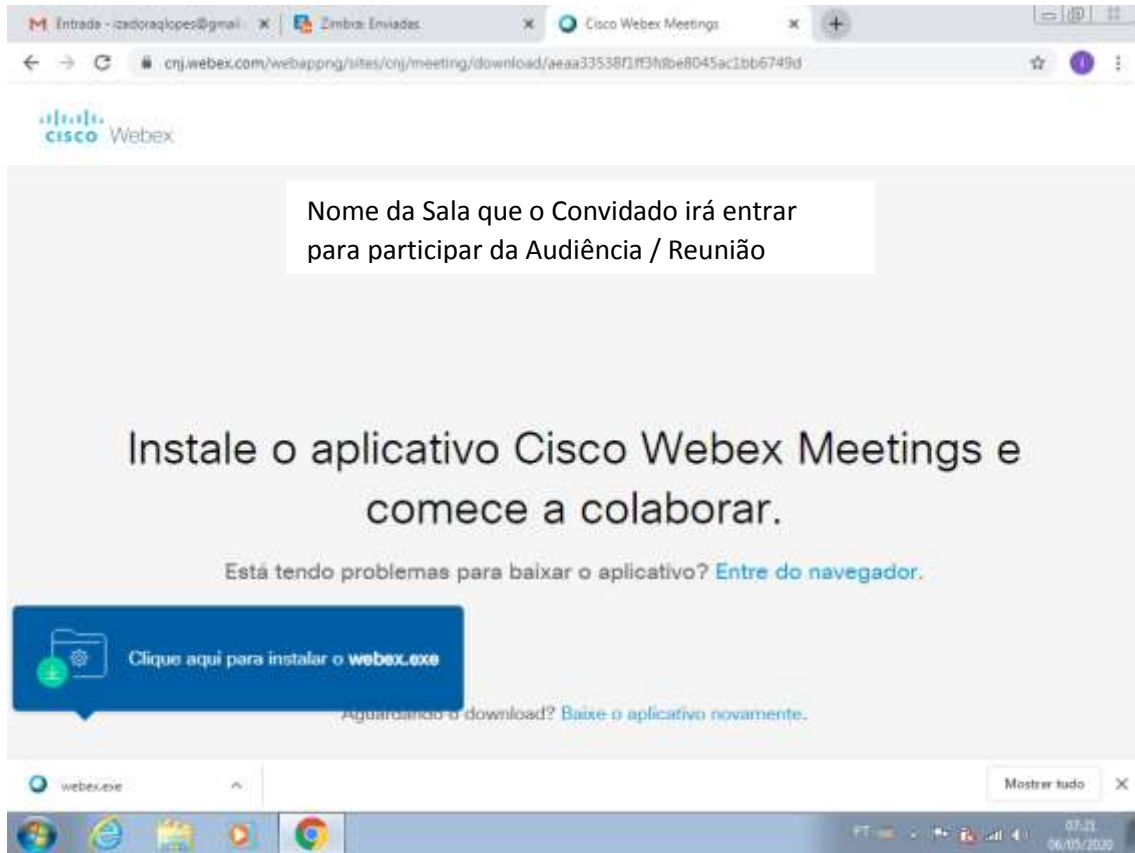 Entrada - izadoraqlopes@gmail
Zimbra: Enviadas
Cisco Webex Meetings
cnj.webex.com/webappng/sites/cnj/meeting/download/
cisco Webex
Nome da Sala que o Convidado irá entrar
para participar da Audiência / Reunião
Instale o aplicativo Cisco Webex Meetings e
comece a colaborar.
Está tendo problemas para baixar o aplicativo? Entre do navegador.
Clique aqui para instalar o webex.exe
Aguardando o download? Baixe o aplicativo novamente.
webex.exe
Mostrar tudo
PT
07:21
06/05/2020